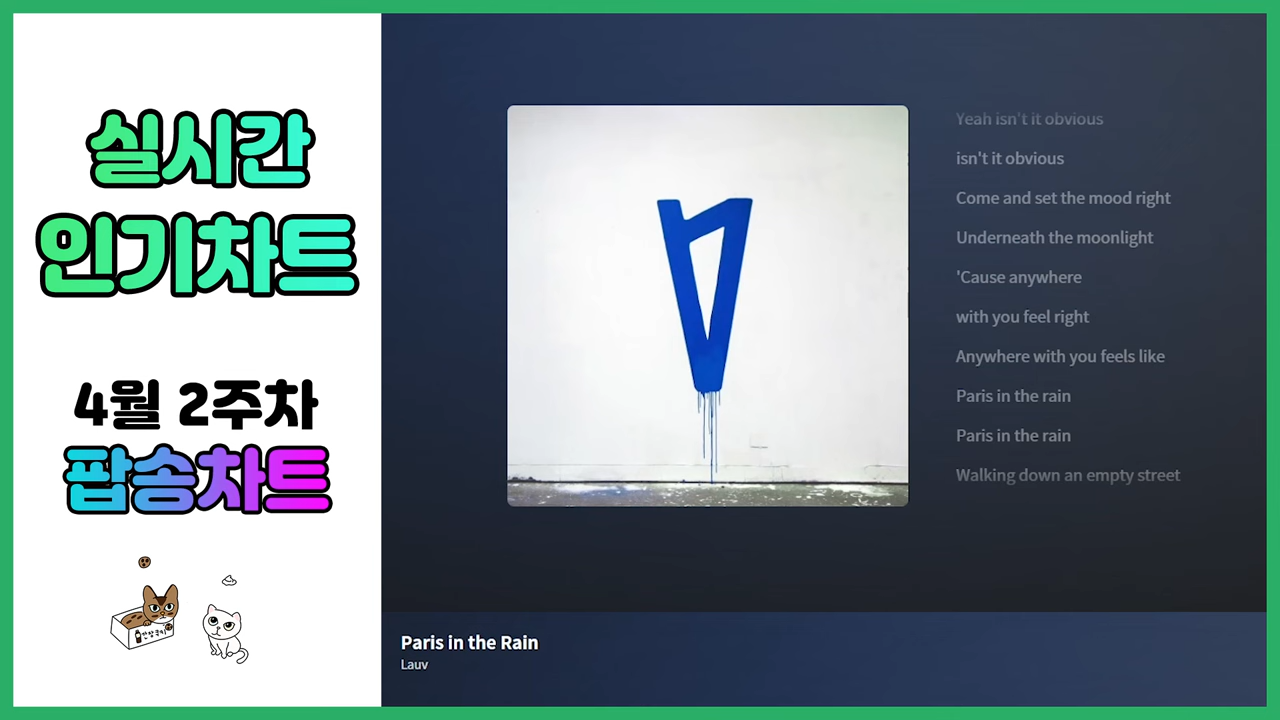 실시간
인기차트
4월 2주차
팝송차트
Yeah isn't it obvious
isn't it obvious
Come and set the mood right
Underneath the moonlight
'Cause anywhere
with you feel right
Anywhere with you feels like
Paris in the rain
Paris in the rain
Walking down an empty street
Paris in the Rain
Lauv